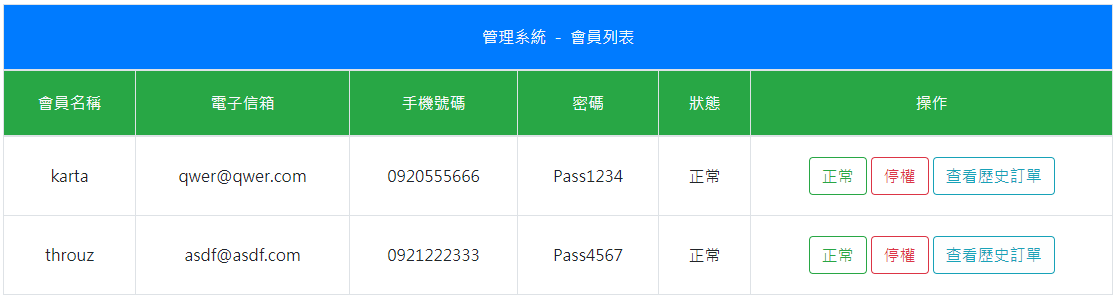 管理系統 - 會員列表
會員名稱 電子信箱 手機號碼 密碼 狀態 操作
karta qwer@qwer.com 0920555666 Pass1234 正常 正常 停權 查看歷史訂單
throuz asdf@asdf.com 0921222333 Pass4567 正常 正常 停權 查看歷史訂單